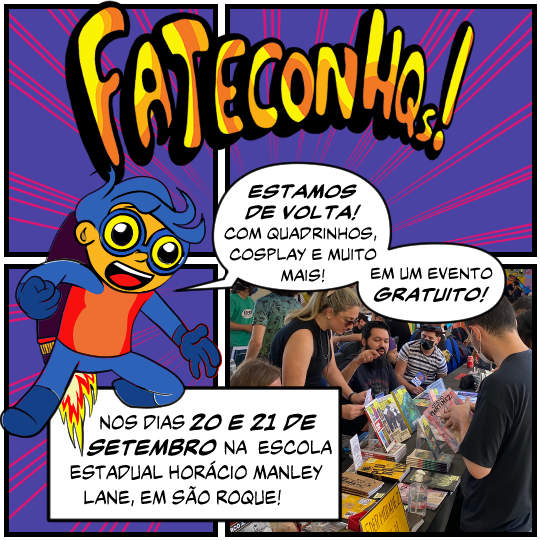 FATECONHQs!
ESTAMOS
DE VOLTA!
COM QUADRINHOS,
COSPLAY E MUITO
MAIS!
EM UM EVENTO
GRATUITO!
NOS DIAS 20 E 21 DE
SETEMBRO NA ESCOLA
ESTADUAL HORÁCIO MANLEY
LANE, EM SÃO ROQUE!